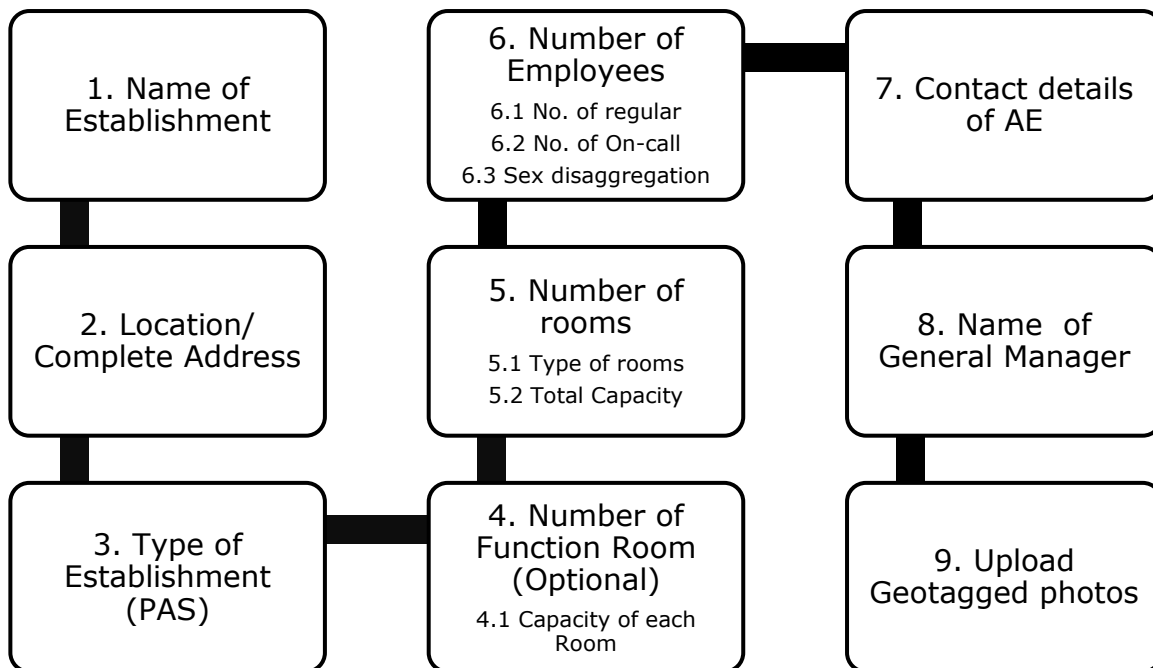 1. Name of
Establishment
2. Location/
Complete Address
3. Type of
Establishment
(PAS)
4. Number of
Function Room
(Optional)
4.1 Capacity of each
Room
5. Number of
rooms
5.1 Type of rooms
5.2 Total Capacity
6. Number of
Employees
6.1 No. of regular
6.2 No. of On-call
6.3 Sex disaggregation
7. Contact details
of AE
8. Name of
General Manager
9. Upload
Geotagged photos